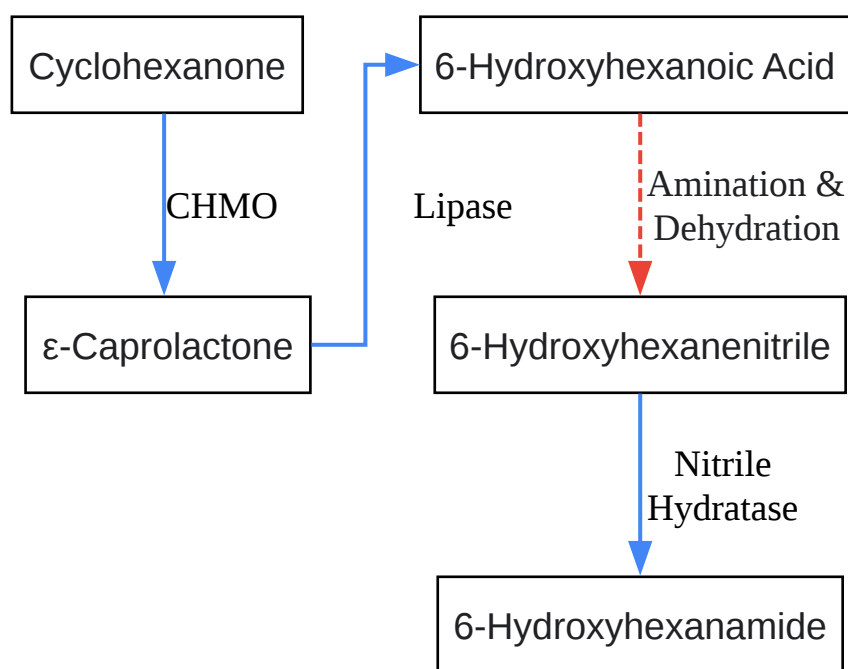 Cyclohexanone
CHMO
ε-Caprolactone
Lipase
6-Hydroxyhexanoic Acid
Amination &
Dehydration
6-Hydroxyhexanenitrile
Nitrile
Hydratase
6-Hydroxyhexanamide